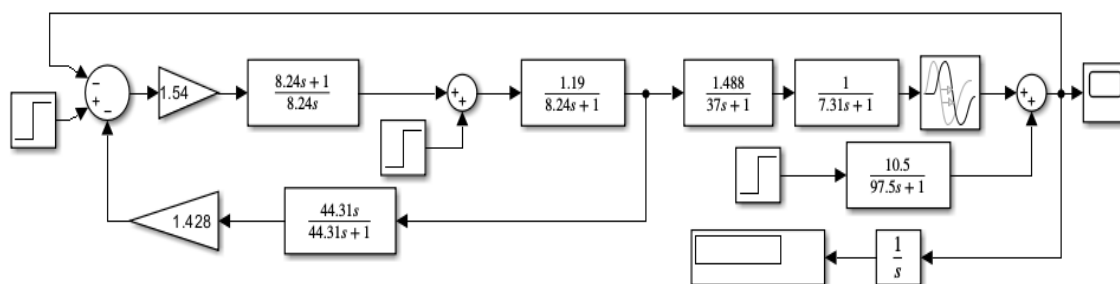 1.54
8.24s + 1
8.24s
1.19
8.24s + 1
1.488
37s + 1
1
7.31s + 1
10.5
97.5s + 1
1.428
44.31s
44.31s + 1
1
s